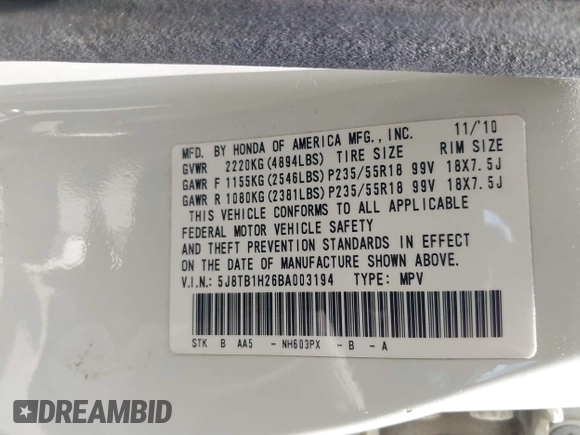 MFD. BY HONDA OF AMERICA MFG., INC. 11/'10
GVWR 2220KG(4894LBS) TIRE SIZE RIM SIZE
GAWR F 1155KG(2546LBS)P235/55R18 99V 18X7.5J
GAWR R 1080KG(2381LBS)P235/55R18 99V 18X7.5J
THIS VEHICLE CONFORMS TO ALL APPLICABLE
FEDERAL MOTOR VEHICLE SAFETY
AND THEFT PREVENTION STANDARDS IN EFFECT
ON THE DATE OF MANUFACTURE SHOWN ABOVE.
V.I.N.: 5J8TB1H26BA003194 TYPE: MPV
STK B AA5 - NH603PX - B - A
DREAMBID